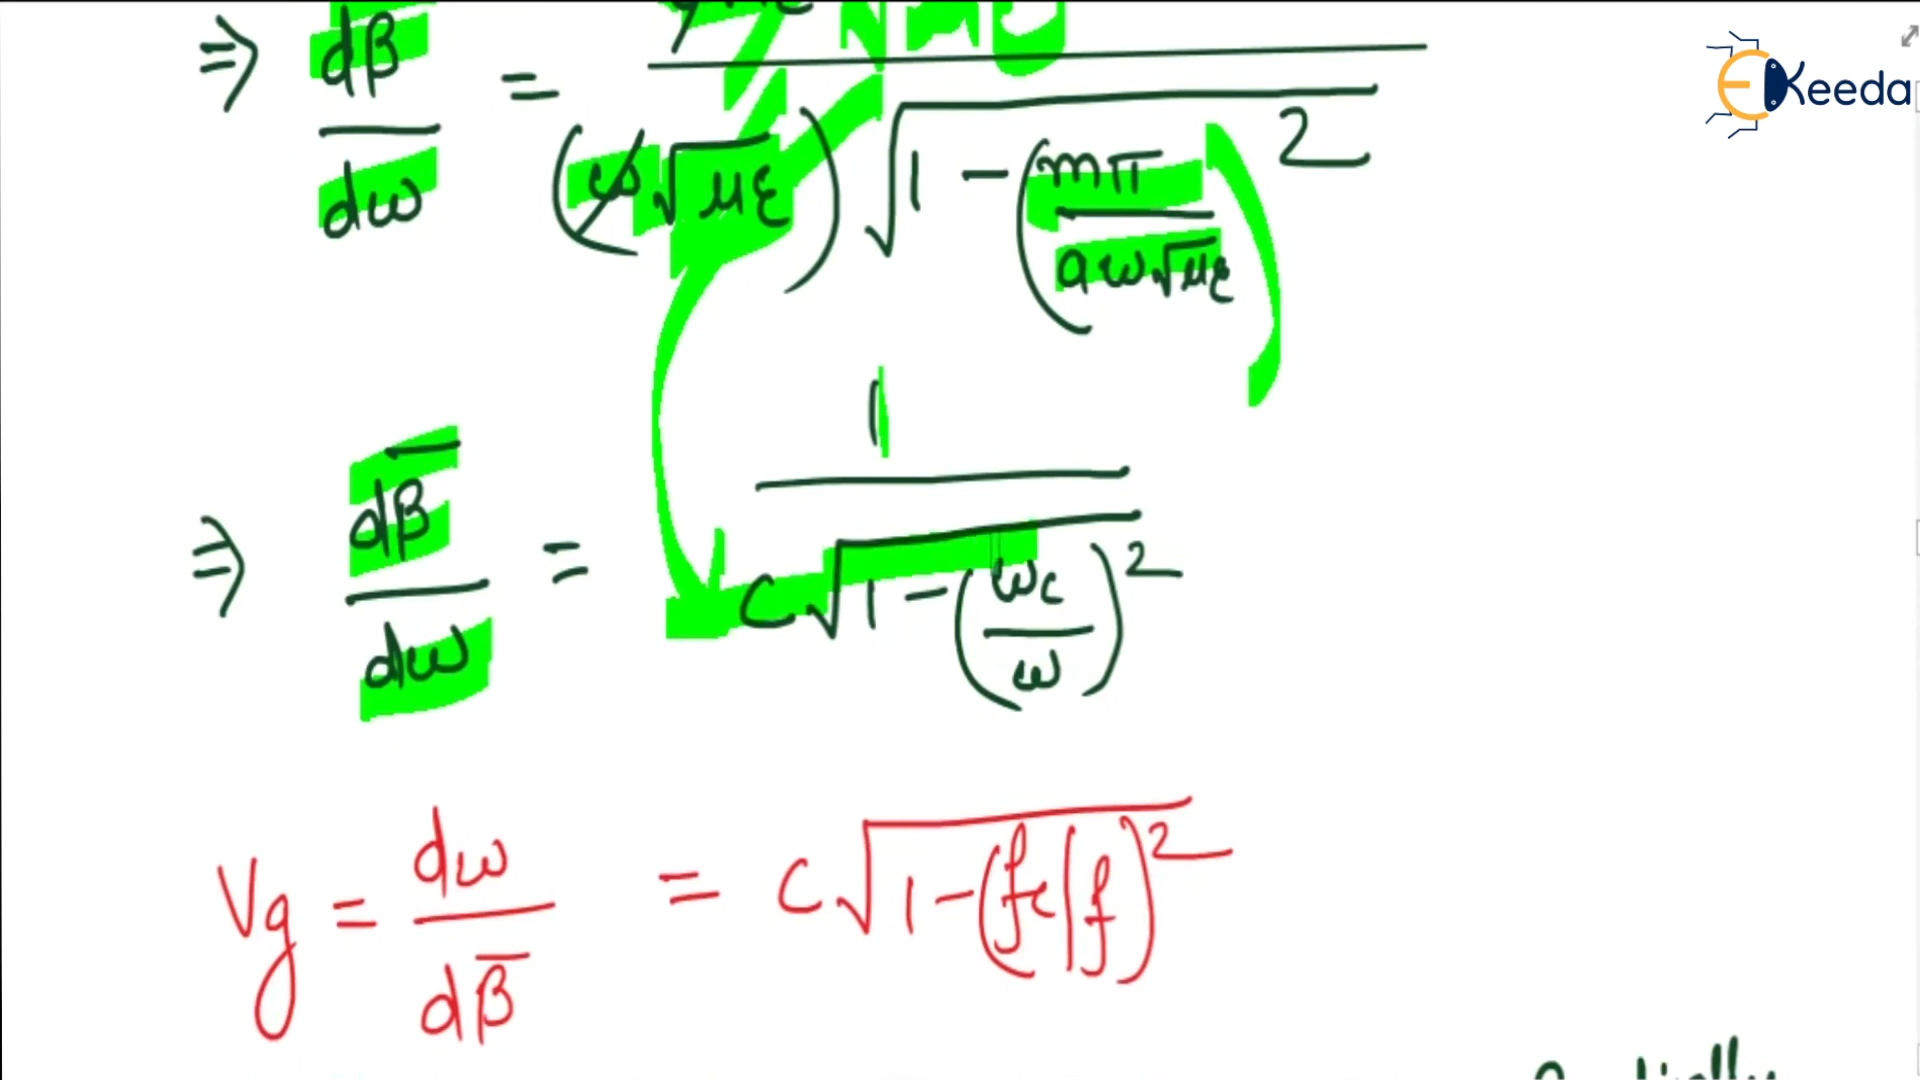 EKeeda
⇒ dβ̅/dω = / (ω√με) √1 - (mπ/aω√με)²
⇒ dβ̅/dω = 1 / c√1 - (ωc/ω)²
Vg = dω/dβ̅ = c√1 - (fc|f)²